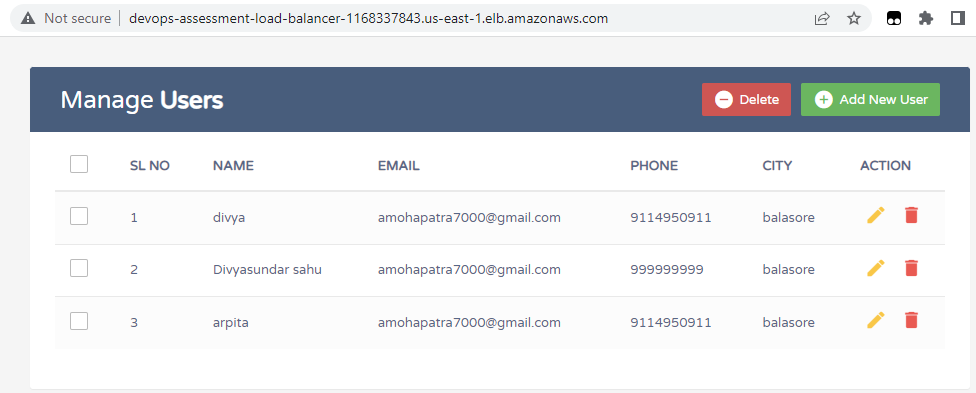 Not secure devops-assessment-load-balancer-1168337843.us-east-1.elb.amazonaws.com
Manage Users Delete Add New User
SL NO NAME EMAIL PHONE CITY ACTION
1 divya amohapatra7000@gmail.com 9114950911 balasore
2 Divyasundar sahu amohapatra7000@gmail.com 999999999 balasore
3 arpita amohapatra7000@gmail.com 9114950911 balasore